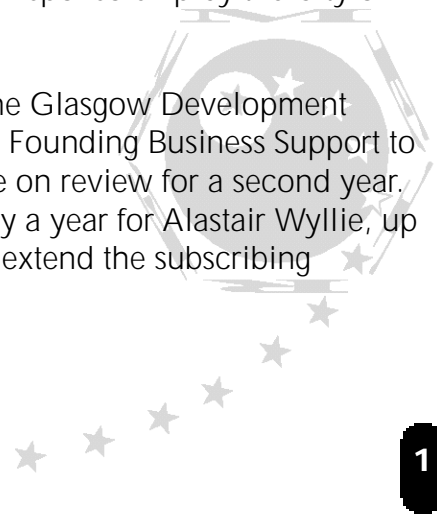 he Glasgow Development
Founding Business Support to
e on review for a second year.
y a year for Alastair Wyllie, up
extend the subscribing
1